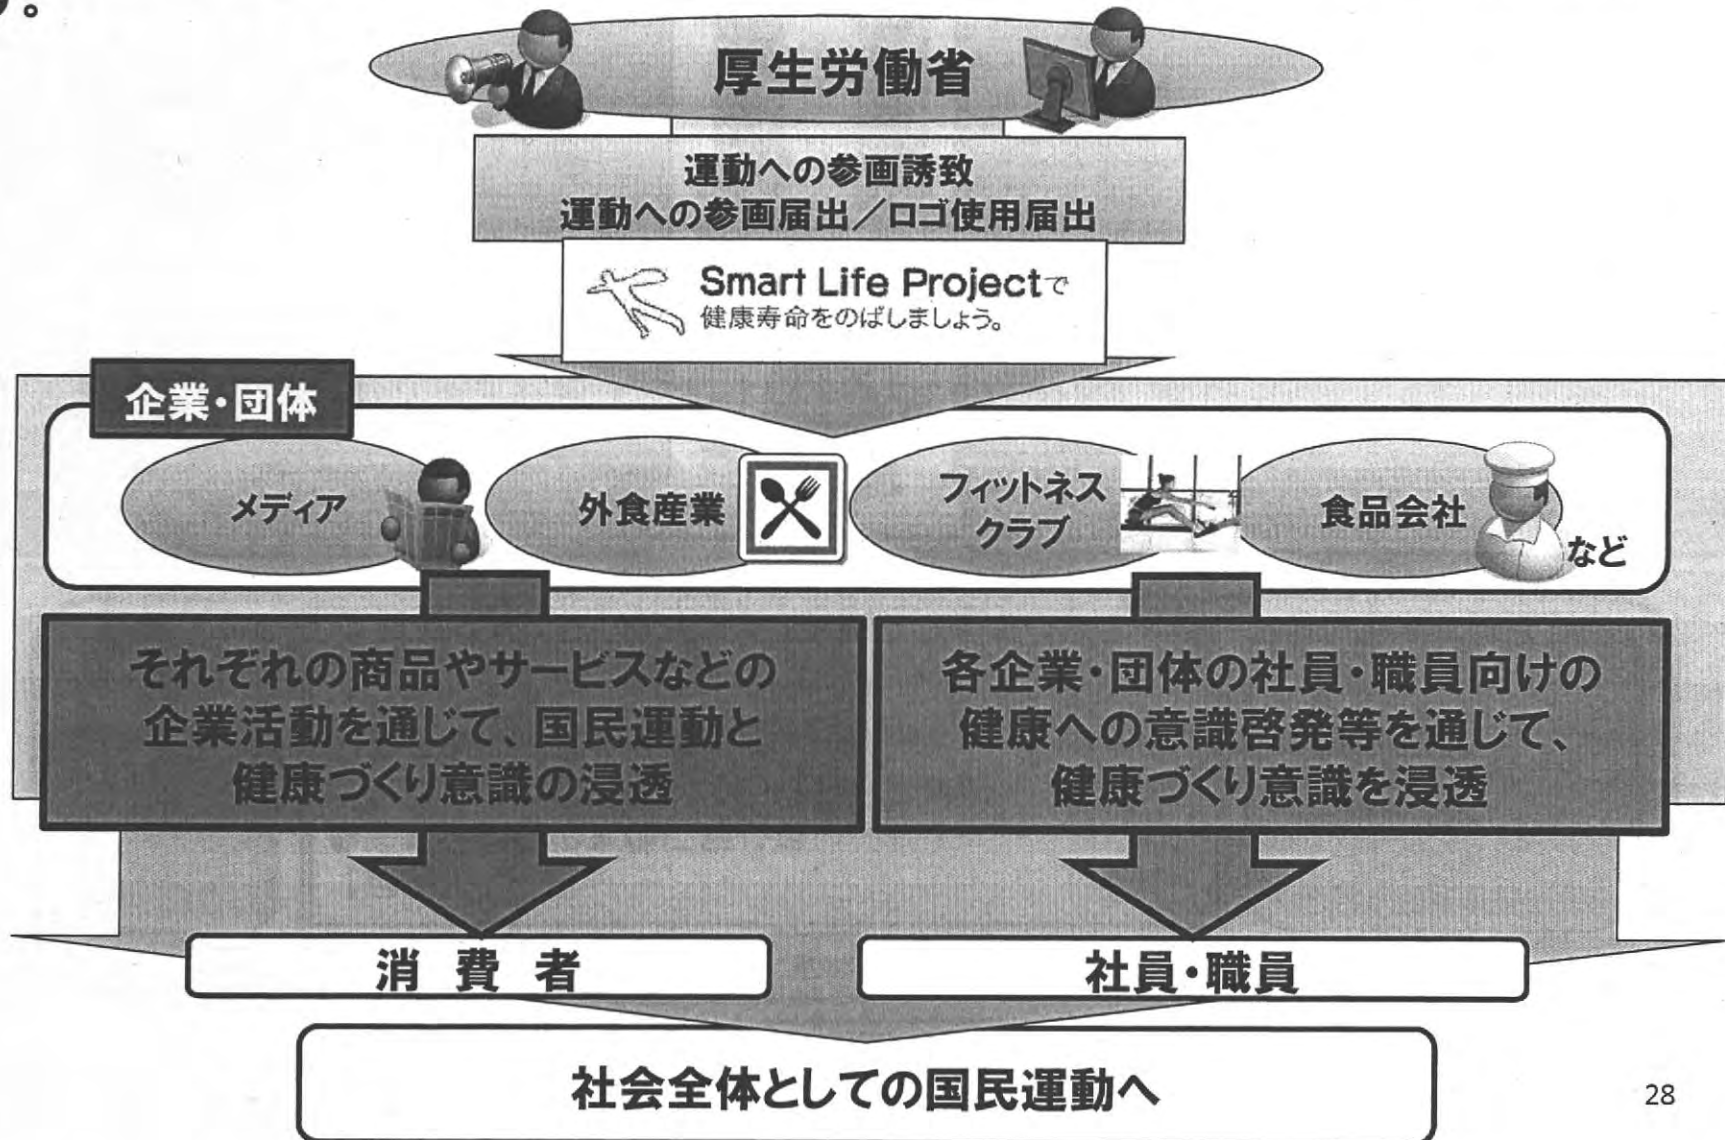 う。
厚生労働省
運動への参画誘致
運動への参画届出／ロゴ使用届出
Smart Life Projectで
健康寿命をのばしましょう。
企業・団体
メディア
外食産業
フィットネス
クラブ
食品会社
など
それぞれの商品やサービスなどの
企業活動を通じて、国民運動と
健康づくり意識の浸透
各企業・団体の社員・職員向けの
健康への意識啓発等を通じて、
健康づくり意識を浸透
消 費 者
社員・職員
社会全体としての国民運動へ
28